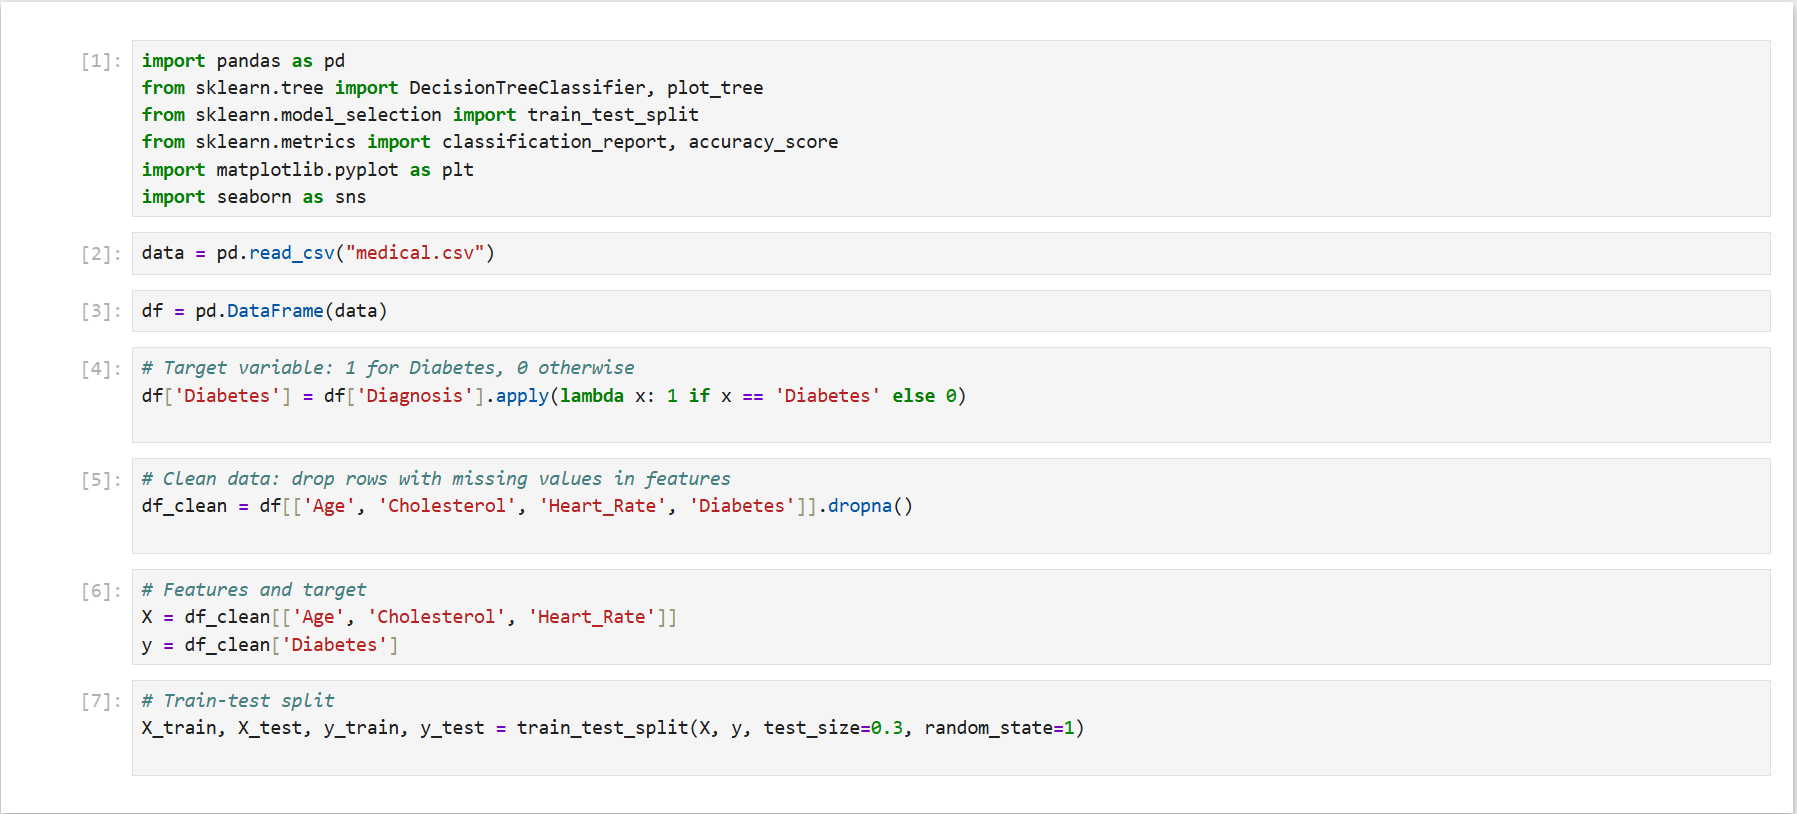 [1]: import pandas as pd
from sklearn.tree import DecisionTreeClassifier, plot_tree
from sklearn.model_selection import train_test_split
from sklearn.metrics import classification_report, accuracy_score
import matplotlib.pyplot as plt
import seaborn as sns
[2]: data = pd.read_csv("medical.csv")
[3]: df = pd.DataFrame(data)
[4]: # Target variable: 1 for Diabetes, 0 otherwise
df['Diabetes'] = df['Diagnosis'].apply(lambda x: 1 if x == 'Diabetes' else 0)
[5]: # Clean data: drop rows with missing values in features
df_clean = df[['Age', 'Cholesterol', 'Heart_Rate', 'Diabetes']].dropna()
[6]: # Features and target
X = df_clean[['Age', 'Cholesterol', 'Heart_Rate']]
y = df_clean['Diabetes']
[7]: # Train-test split
X_train, X_test, y_train, y_test = train_test_split(X, y, test_size=0.3, random_state=1)